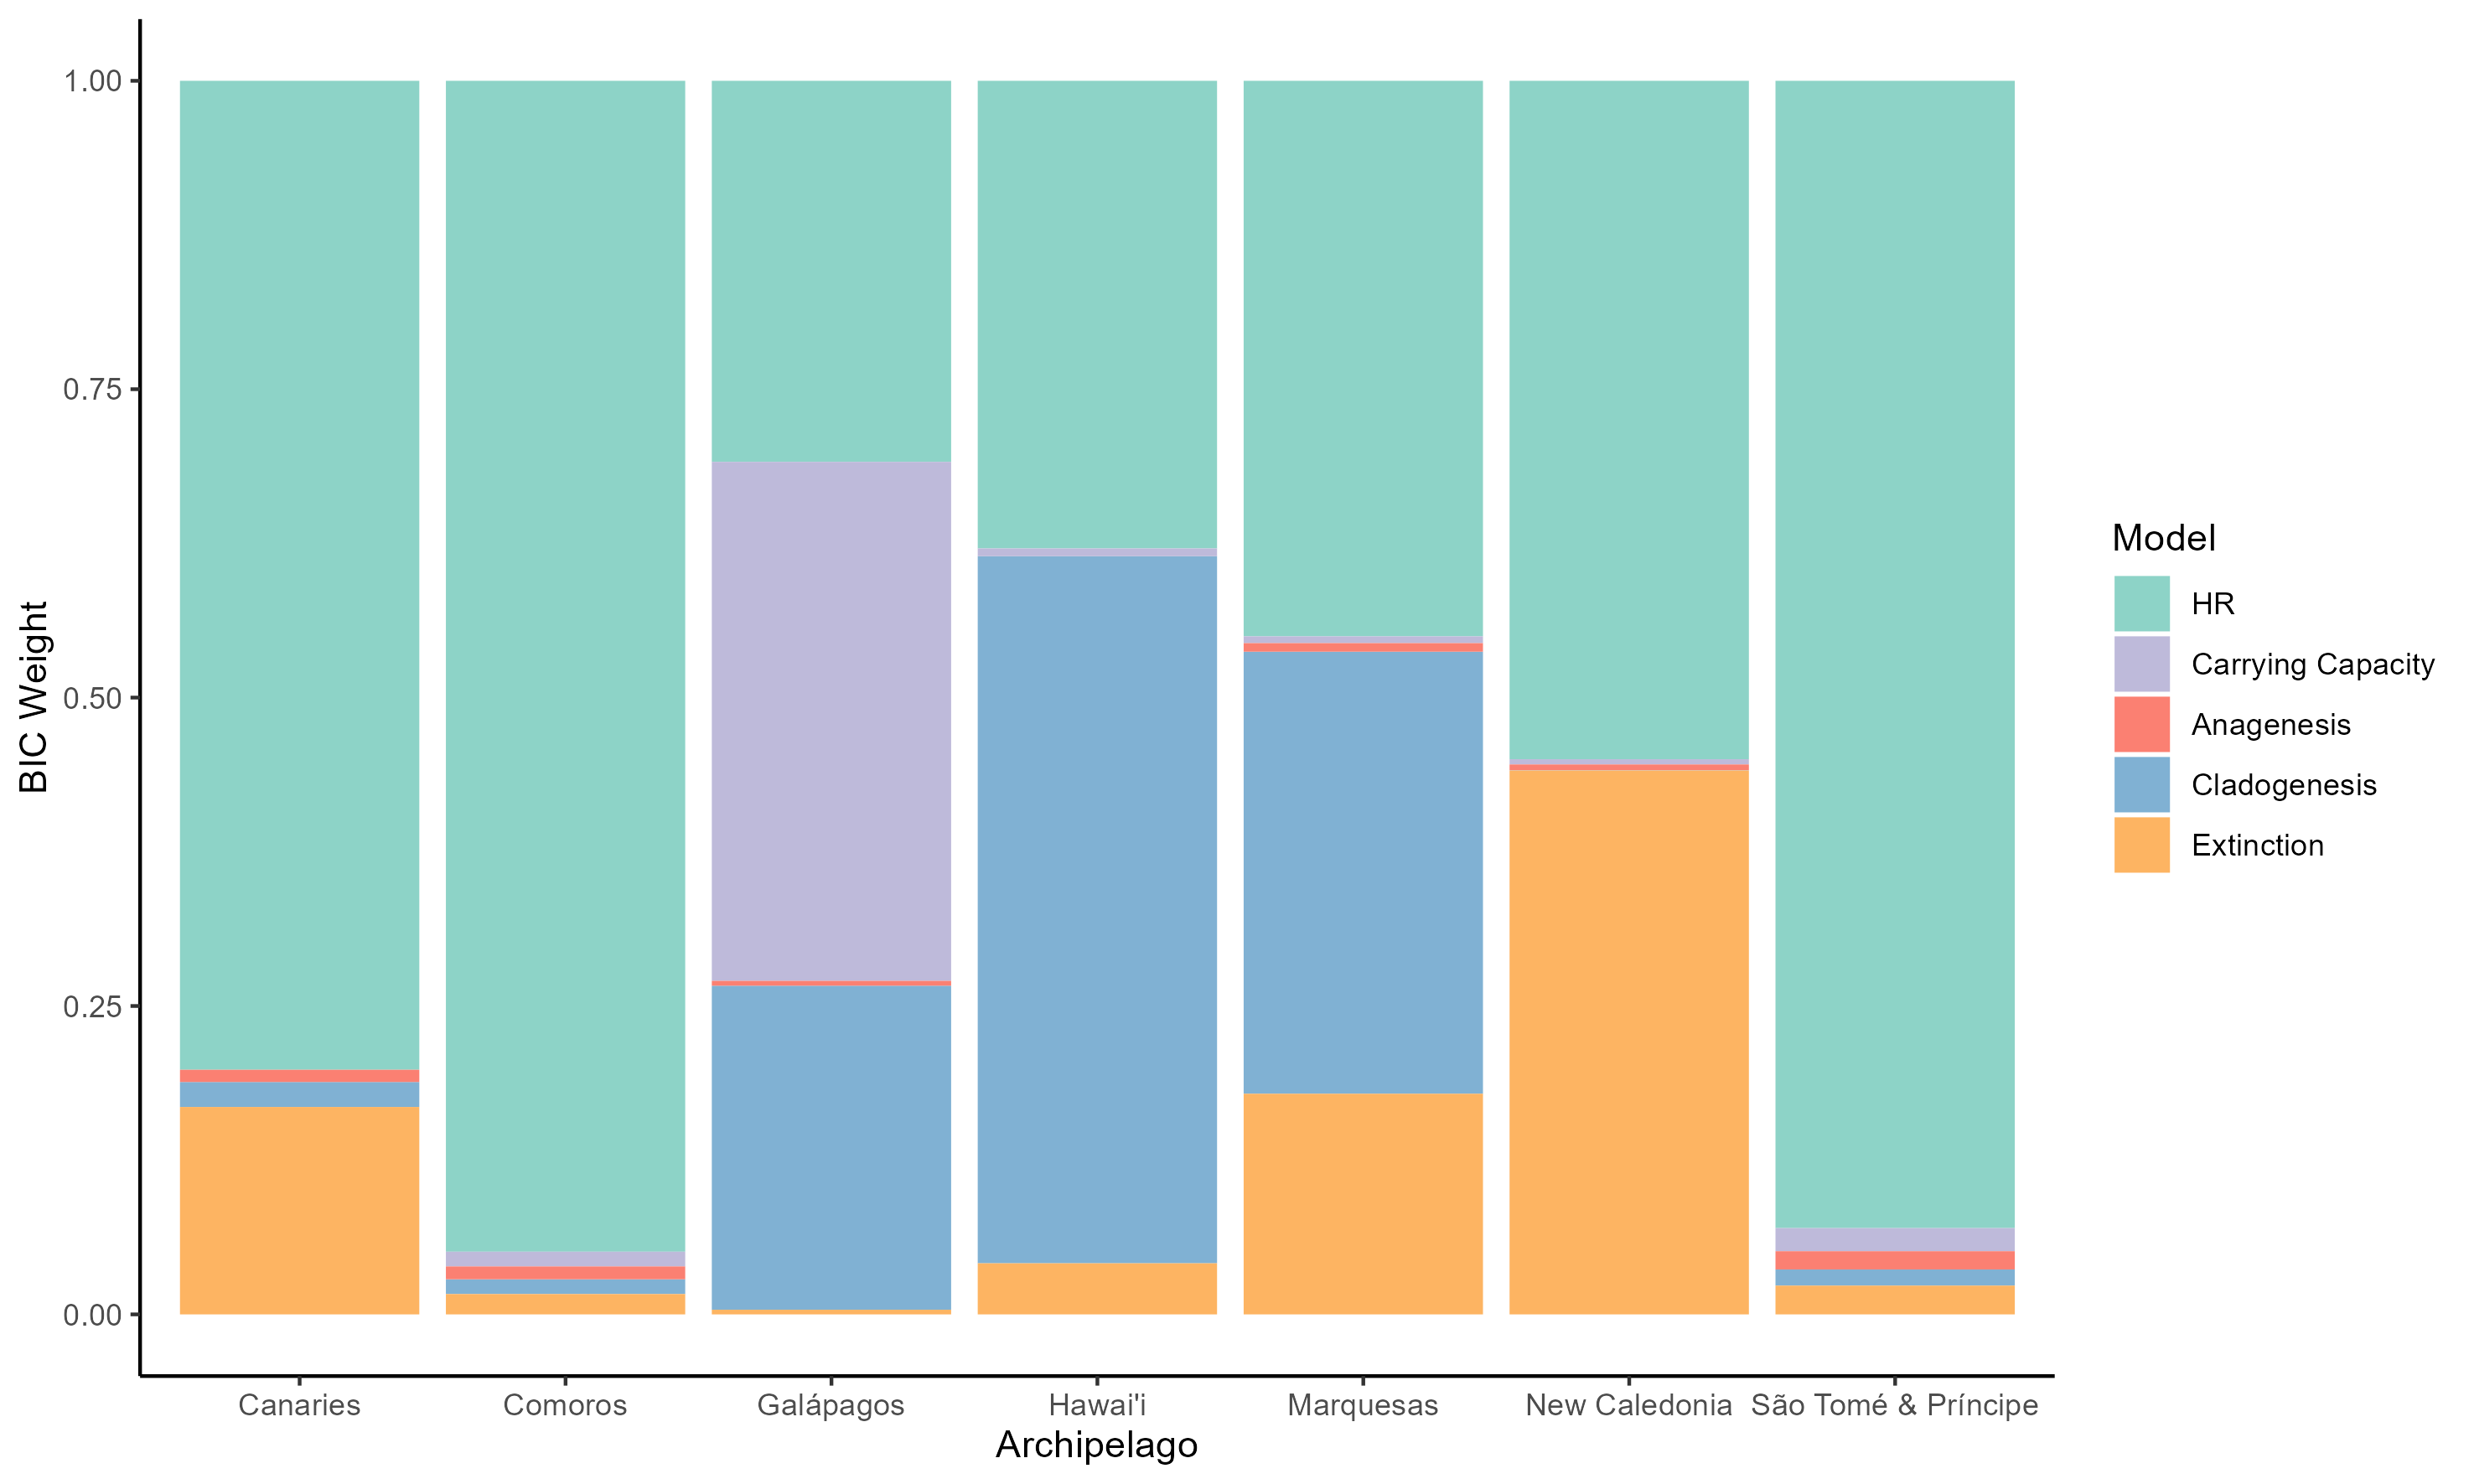 BIC Weight
1.00
0.75
0.50
0.25
0.00
Canaries
Comoros
Galápagos
Hawai'i
Marquesas
New Caledonia
São Tomé & Príncipe
Archipelago
Model
HR
Carrying Capacity
Anagenesis
Cladogenesis
Extinction